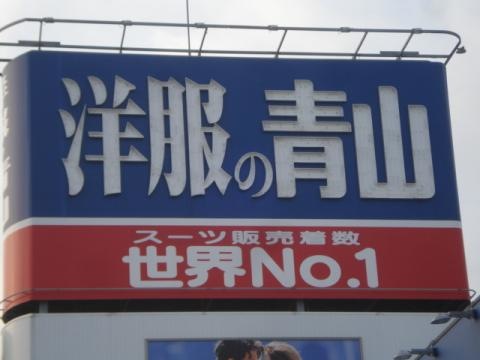 洋服の青山
スーツ販売着数
世界No.1